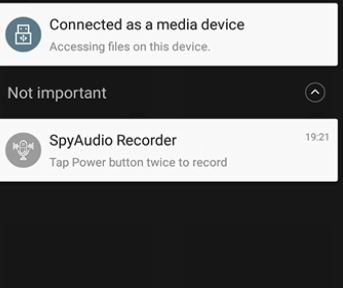 Connected as a media device
Accessing files on this device.
Not important
SpyAudio Recorder 19:21
Tap Power button twice to record